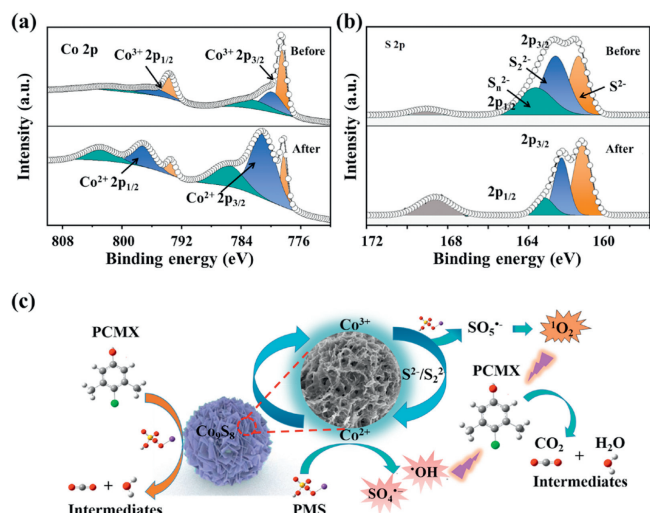 (a)
Co 2p
Co³⁺ 2p₁/₂
Co³⁺ 2p₃/₂
Before
After
Co²⁺ 2p₁/₂
Co²⁺ 2p₃/₂
Intensity (a.u.)
808 800 792 784 776
Binding energy (eV)
(b)
S 2p
2p₃/₂
Before
S₂²⁻
Sₙ²⁻
S²⁻
2p₁/₂
2p₃/₂
After
2p₁/₂
Intensity (a.u.)
172 168 164 160
Binding energy (eV)
(c)
PCMX
Co³⁺
SO₅•⁻
¹O₂
S²⁻/S₂²
PCMX
Co₉S₈
Co²⁺
CO₂ H₂O
•OH
+
+
SO₄•⁻
Intermediates
Intermediates
PMS